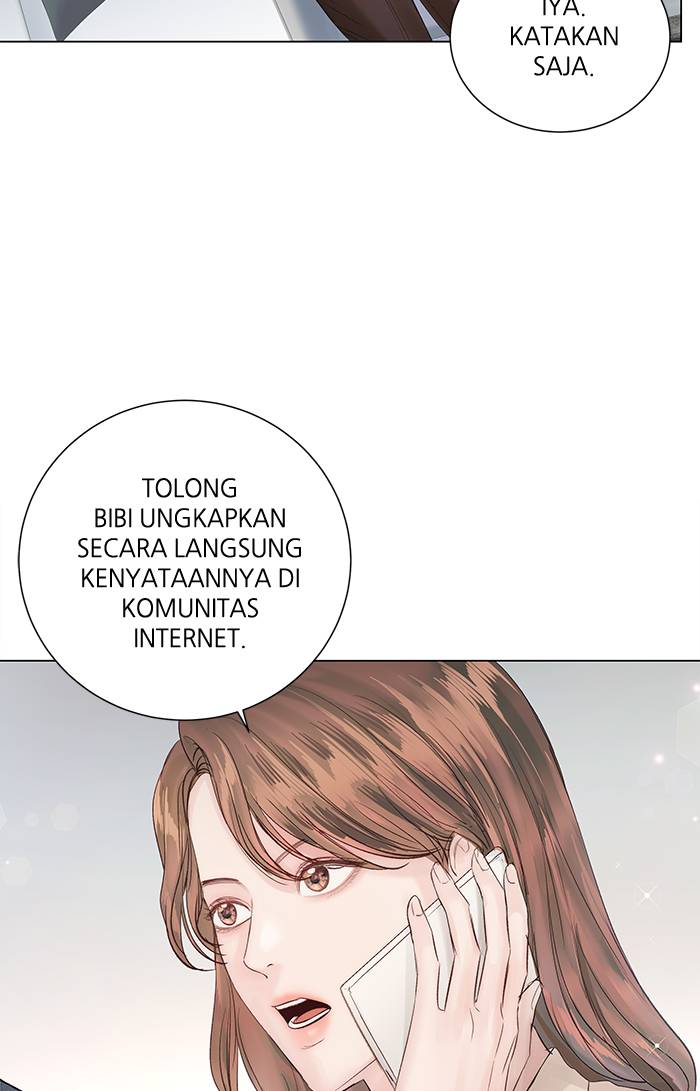 IYA.
KATAKAN
SAJA.
TOLONG
BIBI UNGKAPKAN
SECARA LANGSUNG
KENYATAANNYA DI
KOMUNITAS
INTERNET.